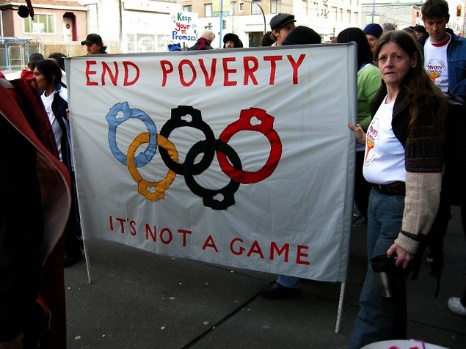 Keep
Your
Promises
END POVERTY
IT'S NOT A GAME